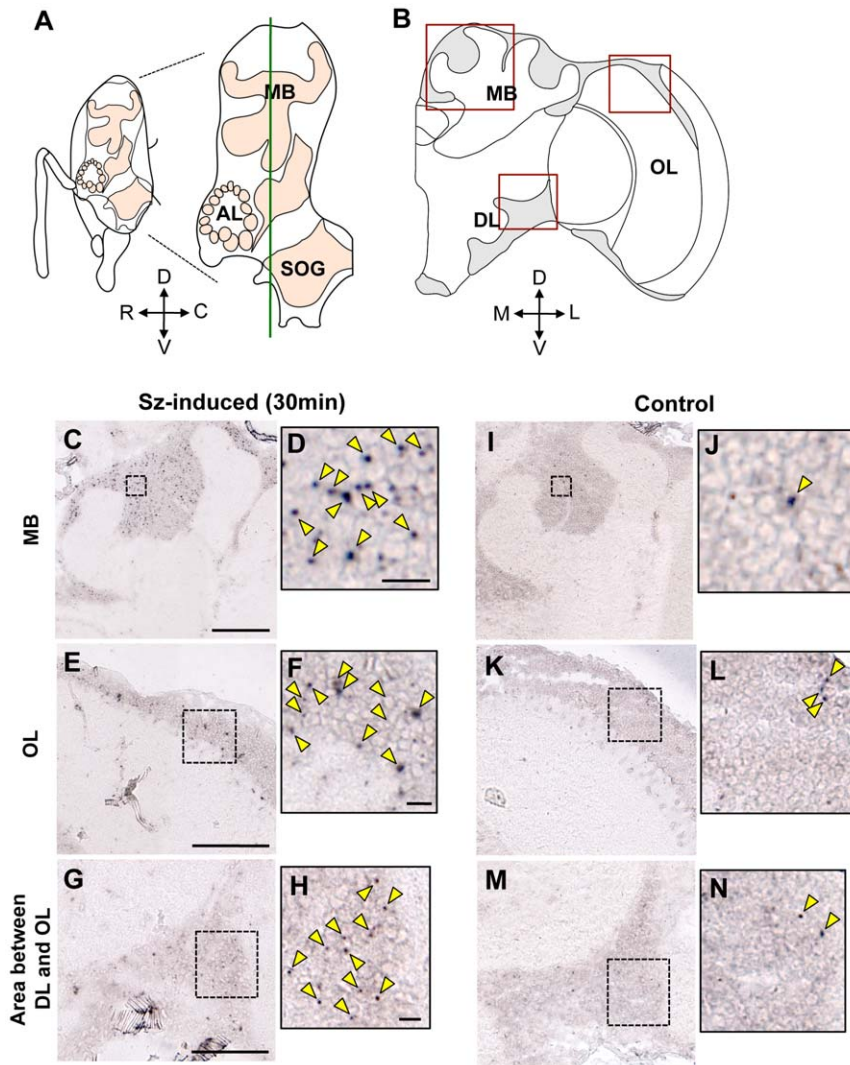 A
MB
AL
SOG
D
R C
V
B
MB
OL
DL
D
M L
V
Sz-induced (30min)
Control
MB
C
D
I
J
OL
E
F
K
L
Area between
DL and OL
G
H
M
N